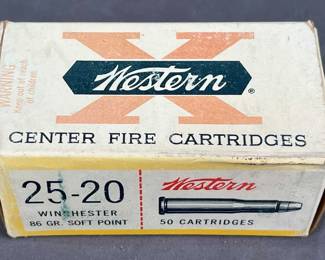 WARNING
Keep out of reach
of children.
X
Western
®
CENTER FIRE CARTRIDGES
25-20
WINCHESTER
86 GR. SOFT POINT
Western
50 CARTRIDGES